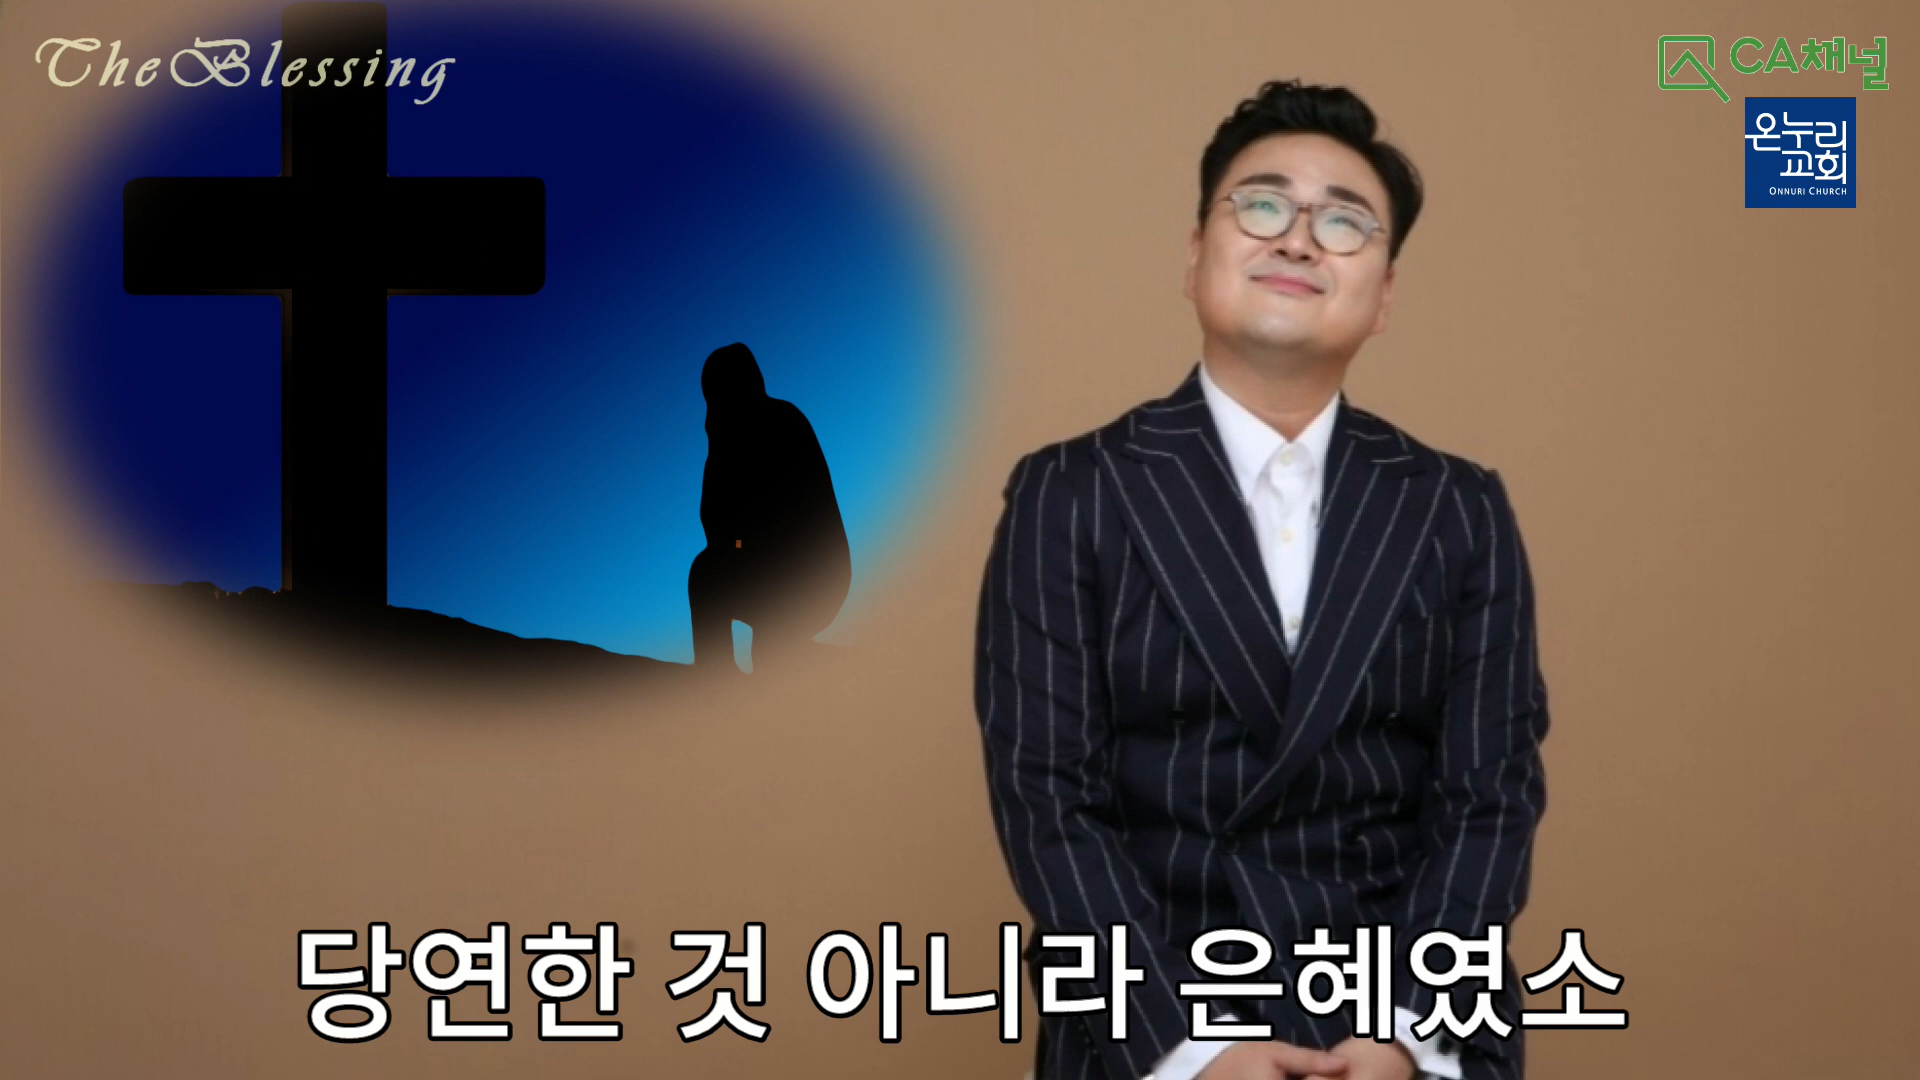 The Blessing
CA채널
온누리
교회
ONNURI CHURCH
당연한 것 아니라 은혜였소